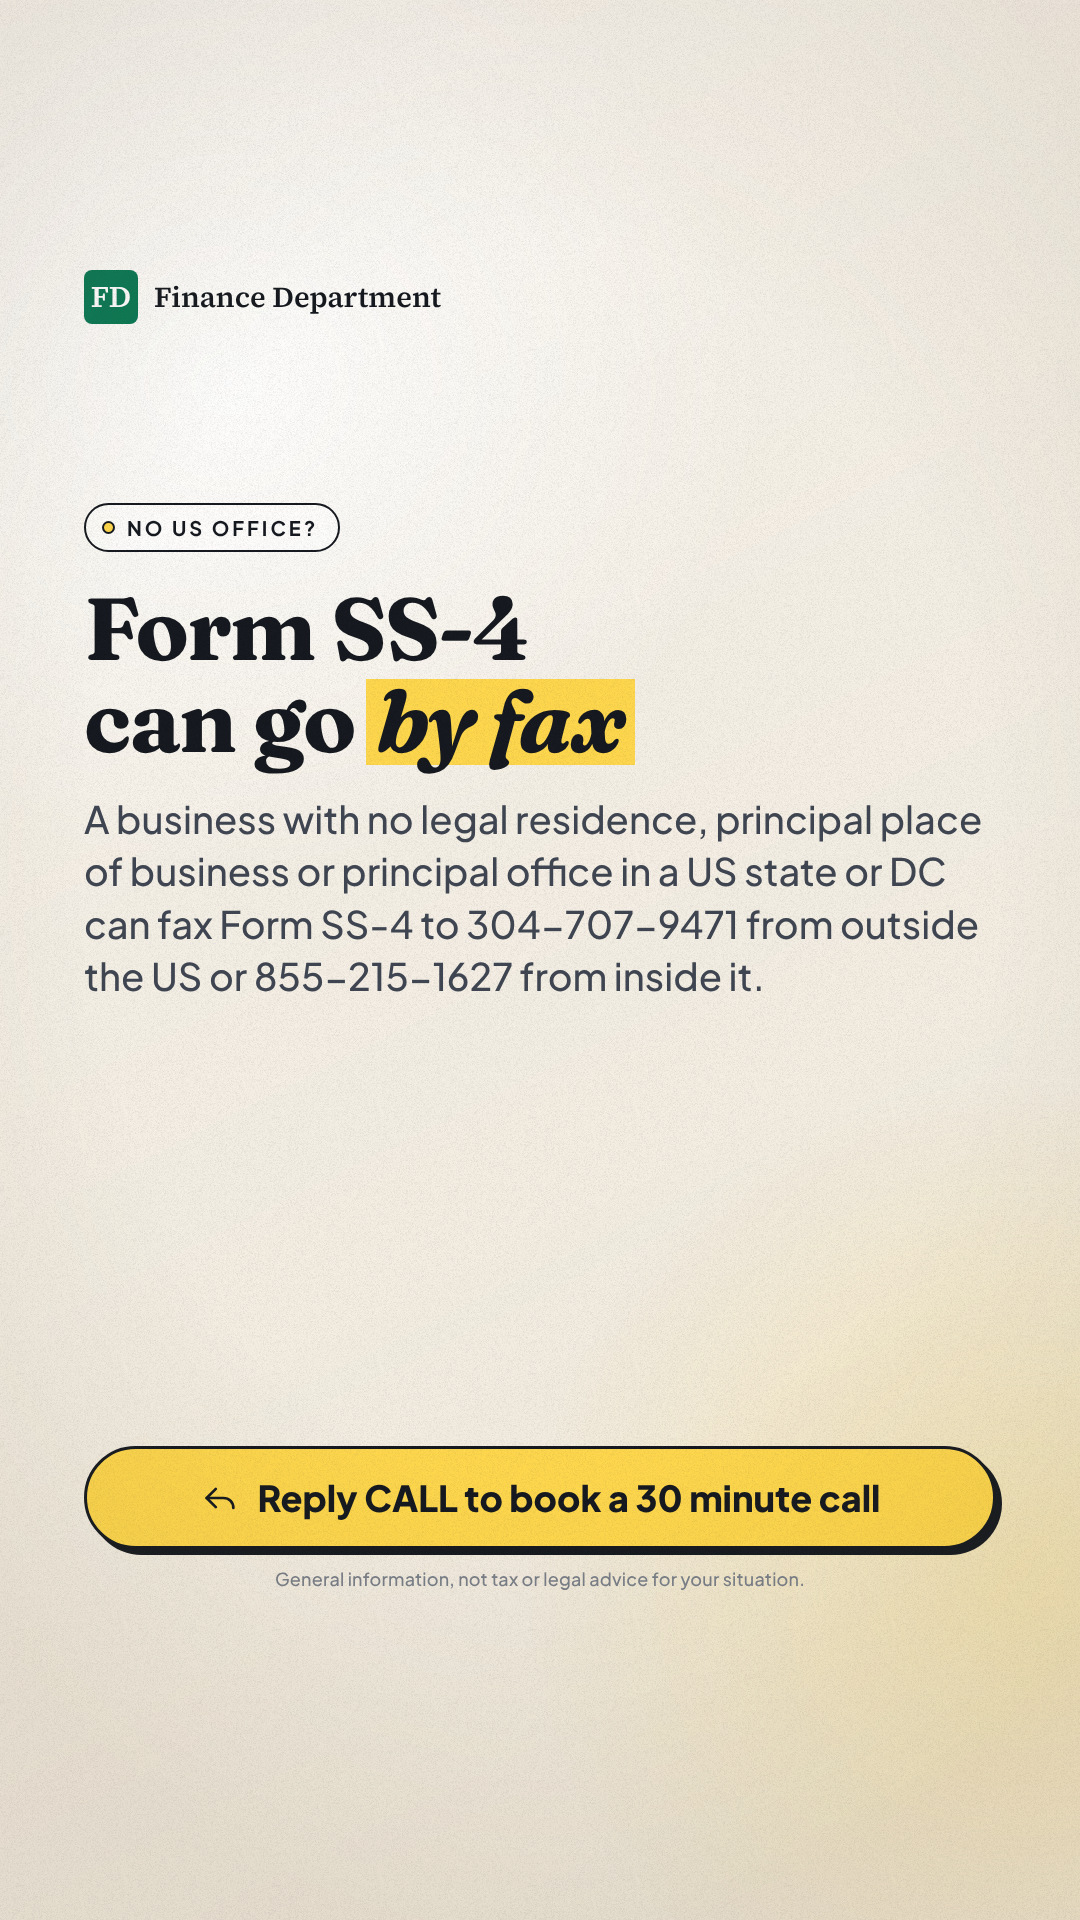 FD Finance Department
NO US OFFICE?
Form SS-4
can go by fax
A business with no legal residence, principal place
of business or principal office in a US state or DC
can fax Form SS-4 to 304–707–9471 from outside
the US or 855–215–1627 from inside it.
Reply CALL to book a 30 minute call
General information, not tax or legal advice for your situation.